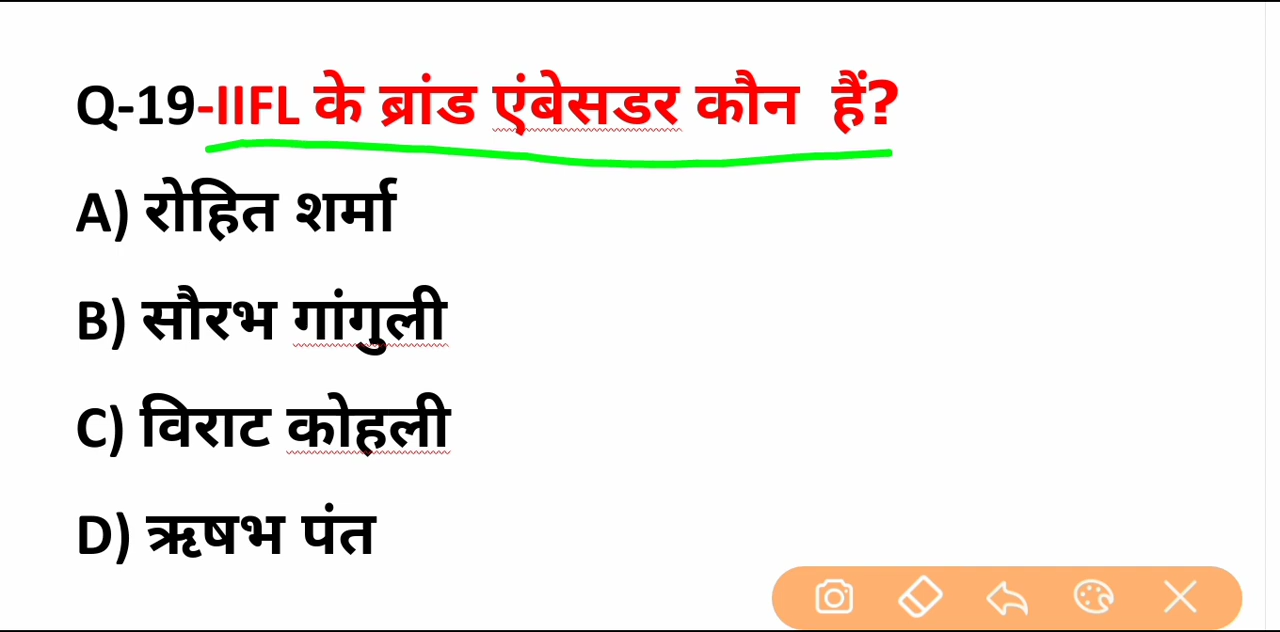 Q-19-IIFL के ब्रांड एंबेसडर कौन हैं?
A) रोहित शर्मा
B) सौरभ गांगुली
C) विराट कोहली
D) ऋषभ पंत